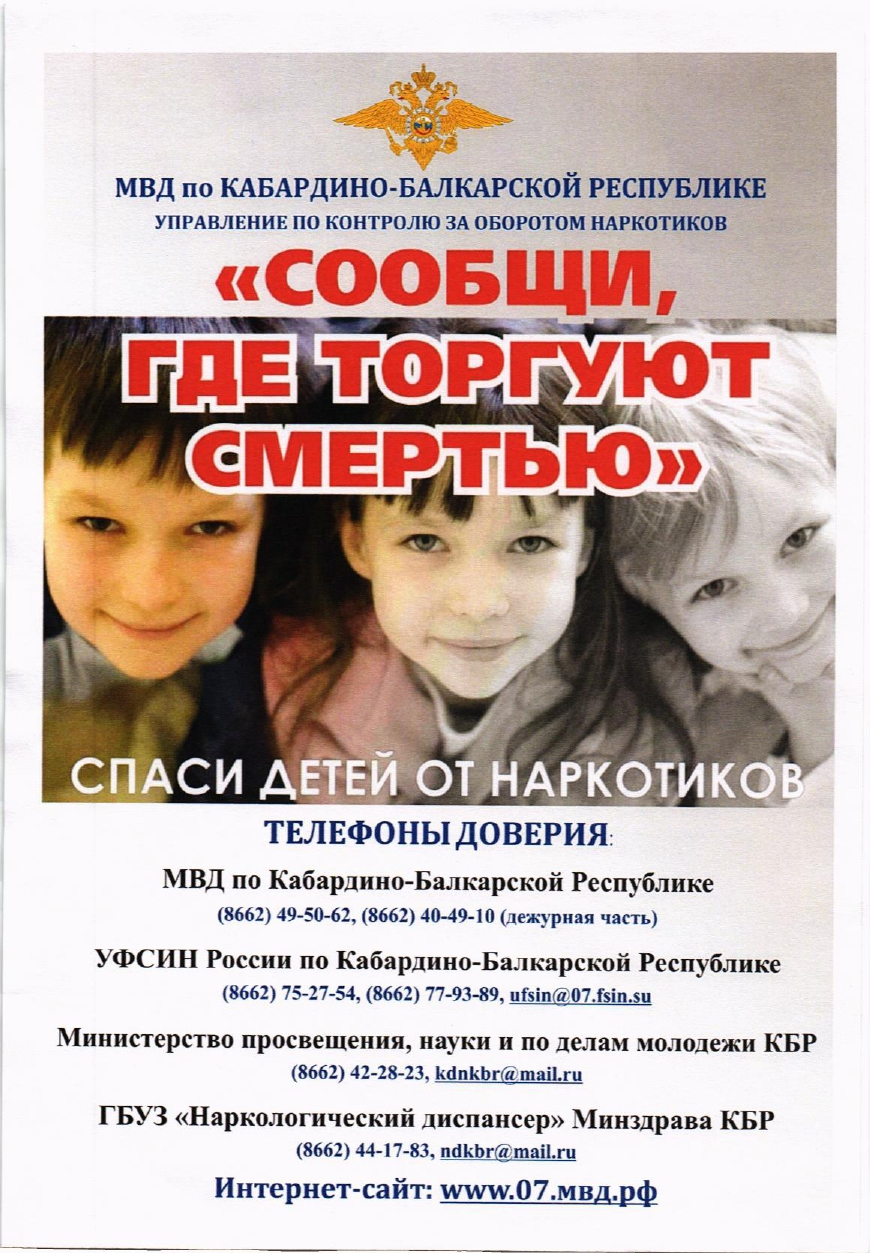 МВД по КАБАРДИНО-БАЛКАРСКОЙ РЕСПУБЛИКЕ
УПРАВЛЕНИЕ ПО КОНТРОЛЮ ЗА ОБОРОТОМ НАРКОТИКОВ
«СООБЩИ,
ГДЕ ТОРГУЮТ
СМЕРТЬЮ»
СПАСИ ДЕТЕЙ ОТ НАРКОТИКОВ
ТЕЛЕФОНЫ ДОВЕРИЯ:
МВД по Кабардино-Балкарской Республике
(8662) 49-50-62, (8662) 40-49-10 (дежурная часть)
УФСИН России по Кабардино-Балкарской Республике
(8662) 75-27-54, (8662) 77-93-89, ufsin@07.fsin.su
Министерство просвещения, науки и по делам молодежи КБР
(8662) 42-28-23, kdnkbr@mail.ru
ГБУЗ «Наркологический диспансер» Минздрава КБР
(8662) 44-17-83, ndkbr@mail.ru
Интернет-сайт: www.07.мвд.рф